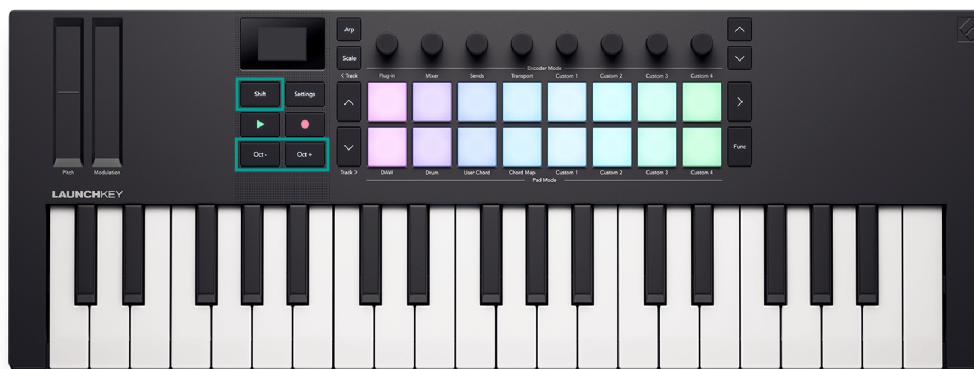 Arp
Scale
< Track
Encoder Mode
Plug-in Mixer Sends Transport Custom 1 Custom 2 Custom 3 Custom 4
Shift Settings
Oct - Oct +
Func
Pitch Modulation
Track >
DAW Drum User Chord Chord Map Custom 1 Custom 2 Custom 3 Custom 4
Pad Mode
LAUNCHKEY